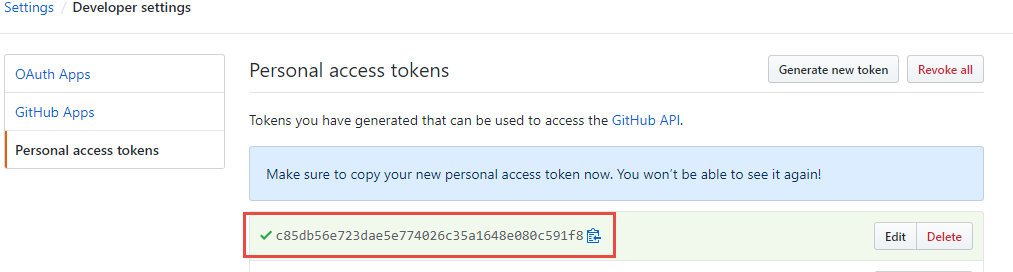 Settings / Developer settings
OAuth Apps
GitHub Apps
Personal access tokens
Personal access tokens
Generate new token
Revoke all
Tokens you have generated that can be used to access the GitHub API.
Make sure to copy your new personal access token now. You won't be able to see it again!
c85db56e723dae5e774026c35a1648e080c591f8
Edit
Delete